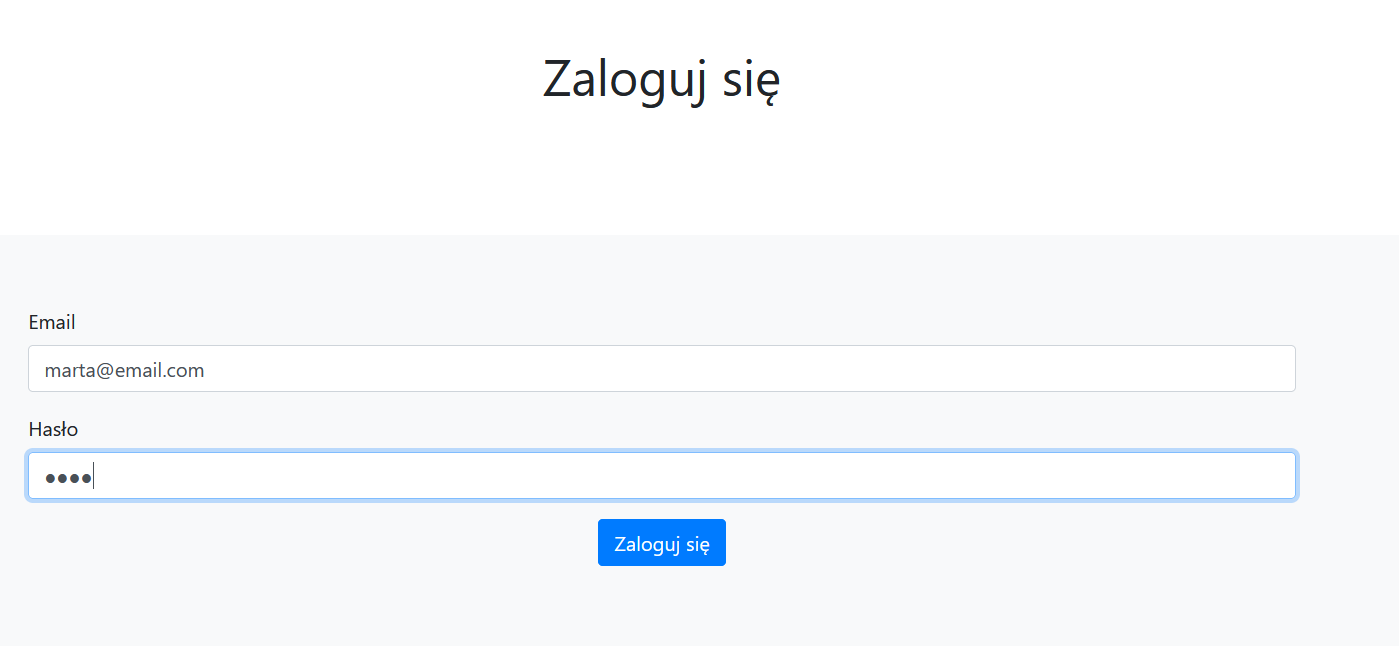 Zaloguj się
Email
marta@email.com
Hasło
••••
Zaloguj się